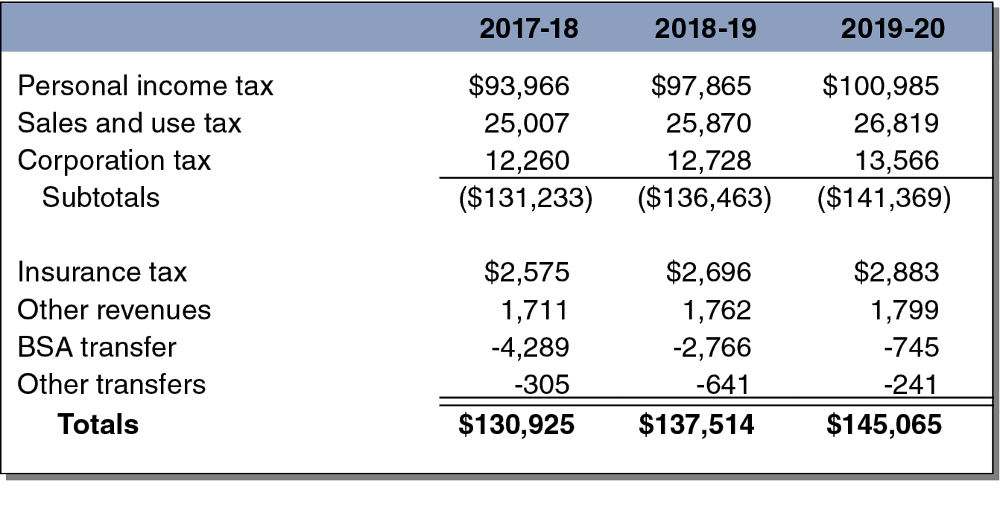 2017-18 2018-19 2019-20
Personal income tax $93,966 $97,865 $100,985
Sales and use tax 25,007 25,870 26,819
Corporation tax 12,260 12,728 13,566
Subtotals ($131,233) ($136,463) ($141,369)
Insurance tax $2,575 $2,696 $2,883
Other revenues 1,711 1,762 1,799
BSA transfer -4,289 -2,766 -745
Other transfers -305 -641 -241
Totals $130,925 $137,514 $145,065